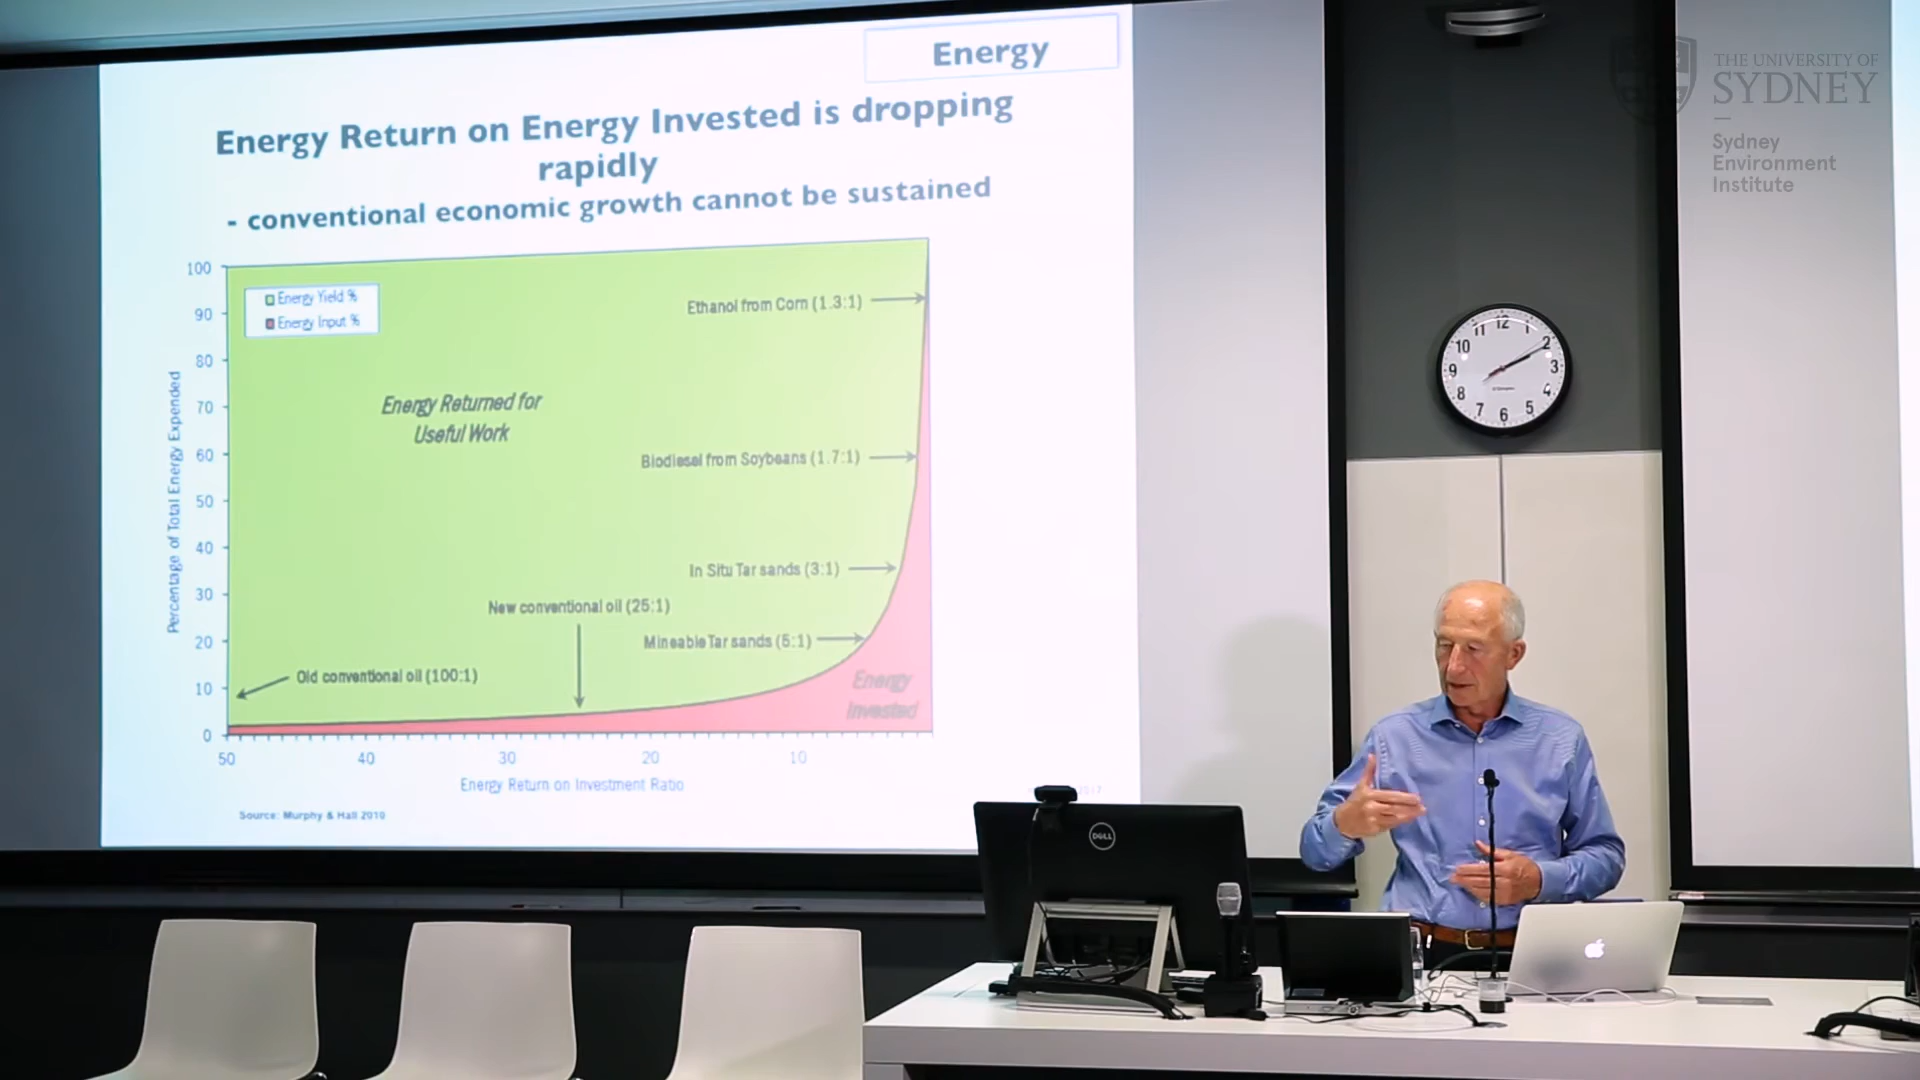 Energy
Energy Return on Energy Invested is dropping
rapidly
- conventional economic growth cannot be sustained
100
90
80
70
60
50
40
30
20
10
0
Percentage of Total Energy Expended
Energy Yield %
Energy Input %
Energy Returned for
Useful Work
Ethanol from Corn (1.3:1)
Biodiesel from Soybeans (1.7:1)
In Situ Tar sands (3:1)
New conventional oil (25:1)
Mineable Tar sands (5:1)
Old conventional oil (100:1)
Energy
Invested
50 40 30 20 10
Energy Return on Investment Ratio
Source: Murphy & Hall 2010
DELL
THE UNIVERSITY OF
SYDNEY
Sydney
Environment
Institute
12
1
2
3
4
5
6
7
8
9
10
11